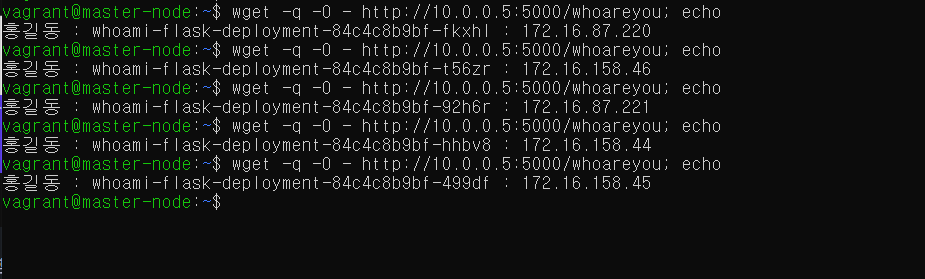 vagrant@master-node:~$ wget -q -O - http://10.0.0.5:5000/whoareyou; echo
홍길동 : whoami-flask-deployment-84c4c8b9bf-fkxhl : 172.16.87.220
vagrant@master-node:~$ wget -q -O - http://10.0.0.5:5000/whoareyou; echo
홍길동 : whoami-flask-deployment-84c4c8b9bf-t56zr : 172.16.158.46
vagrant@master-node:~$ wget -q -O - http://10.0.0.5:5000/whoareyou; echo
홍길동 : whoami-flask-deployment-84c4c8b9bf-92h6r : 172.16.87.221
vagrant@master-node:~$ wget -q -O - http://10.0.0.5:5000/whoareyou; echo
홍길동 : whoami-flask-deployment-84c4c8b9bf-hhbv8 : 172.16.158.44
vagrant@master-node:~$ wget -q -O - http://10.0.0.5:5000/whoareyou; echo
홍길동 : whoami-flask-deployment-84c4c8b9bf-499df : 172.16.158.45
vagrant@master-node:~$